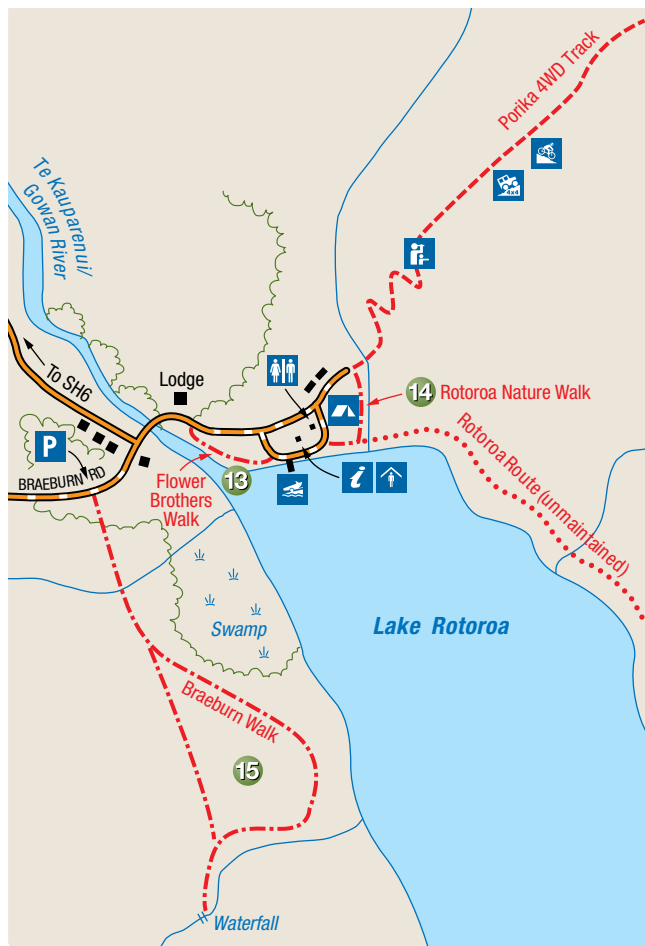 Porika 4WD Track
4x4
Te Kauparenui/
Gowan River
To SH6
Lodge
14 Rotoroa Nature Walk
P
BRAEBURN RD
Rotoroa Route (unmaintained)
13
Flower
Brothers
Walk
i
Swamp
Lake Rotoroa
Braeburn Walk
15
Waterfall